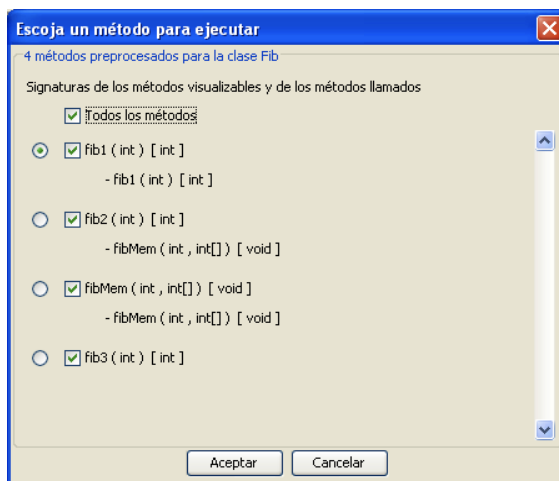 Escoja un método para ejecutar
4 métodos preprocesados para la clase Fib
Signaturas de los métodos visualizables y de los métodos llamados
Todos los métodos
fib1 ( int ) [ int ]
- fib1 ( int ) [ int ]
fib2 ( int ) [ int ]
- fibMem ( int , int[] ) [ void ]
fibMem ( int , int[] ) [ void ]
- fibMem ( int , int[] ) [ void ]
fib3 ( int ) [ int ]
Aceptar Cancelar